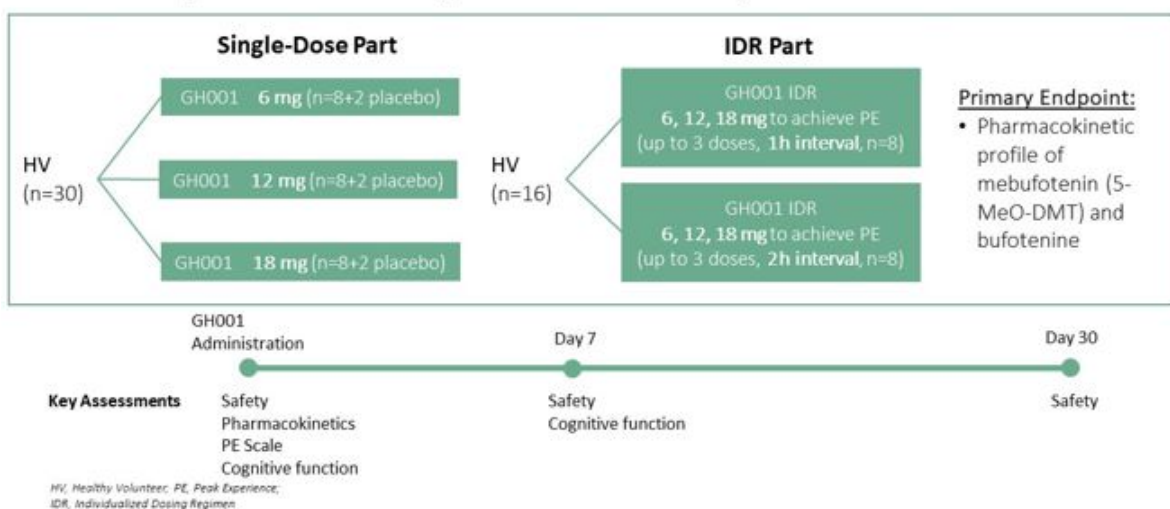 Single-Dose Part
GH001 6 mg (n=8+2 placebo)
HV
(n=30)
GH001 12 mg (n=8+2 placebo)
GH001 18 mg (n=8+2 placebo)
IDR Part
GH001 IDR
6, 12, 18 mg to achieve PE
(up to 3 doses, 1h interval, n=8)
HV
(n=16)
GH001 IDR
6, 12, 18 mg to achieve PE
(up to 3 doses, 2h interval, n=8)
Primary Endpoint:
• Pharmacokinetic
profile of
mebufotenin (5-
MeO-DMT) and
bufotenine
GH001
Administration
Day 7
Day 30
Key Assessments
Safety
Pharmacokinetics
PE Scale
Cognitive function
Safety
Cognitive function
Safety
HV, Healthy Volunteer; PE, Peak Experience;
IDR, Individualized Dosing Regimen